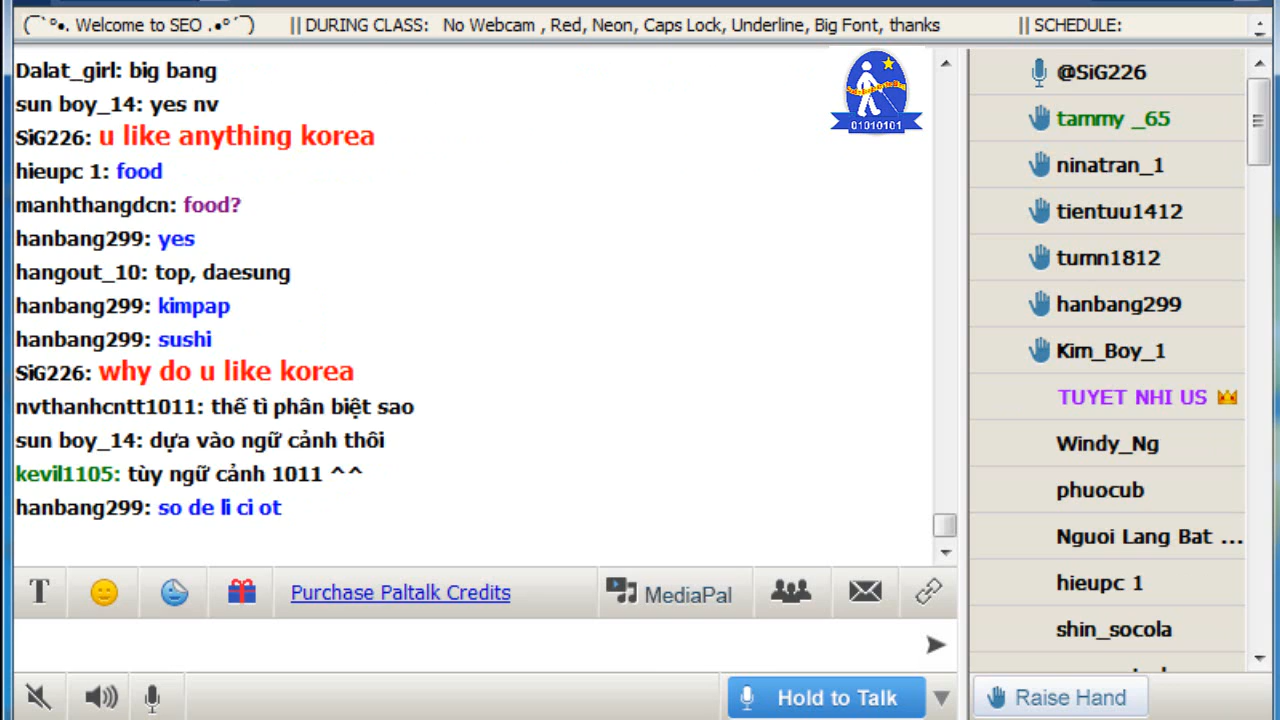 (¯`°•. Welcome to SEO .•°´¯) || DURING CLASS: No Webcam , Red, Neon, Caps Lock, Underline, Big Font, thanks || SCHEDULE:
Dalat_girl: big bang
sun boy_14: yes nv
SiG226: u like anything korea
hieupc 1: food
manhthangdcn: food?
hanbang299: yes
hangout_10: top, daesung
hanbang299: kimpap
hanbang299: sushi
SiG226: why do u like korea
nvthanhcntt1011: thế tì phân biệt sao
sun boy_14: dựa vào ngữ cảnh thôi
kevil1105: tùy ngữ cảnh 1011 ^^
hanbang299: so de li ci ot
01010101
@SiG226
tammy _65
ninatran_1
tientuu1412
tumn1812
hanbang299
Kim_Boy_1
TUYET NHI US
Windy_Ng
phuocub
Nguoi Lang Bat ...
hieupc 1
shin_socola
T
Purchase Paltalk Credits
MediaPal
Hold to Talk
Raise Hand